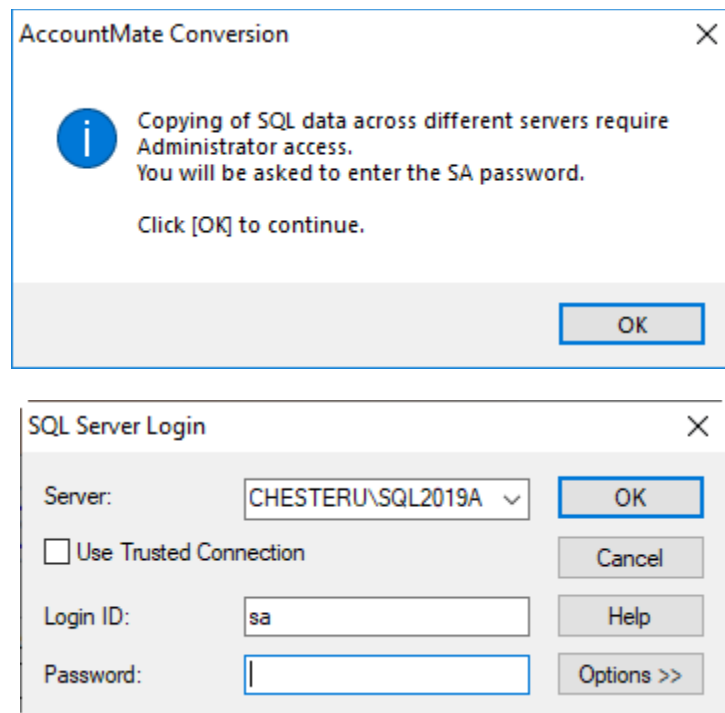 AccountMate Conversion
Copying of SQL data across different servers require
Administrator access.
You will be asked to enter the SA password.
Click [OK] to continue.
OK
SQL Server Login
Server: CHESTERU\SQL2019A OK
Use Trusted Connection Cancel
Login ID: sa Help
Password: Options >>